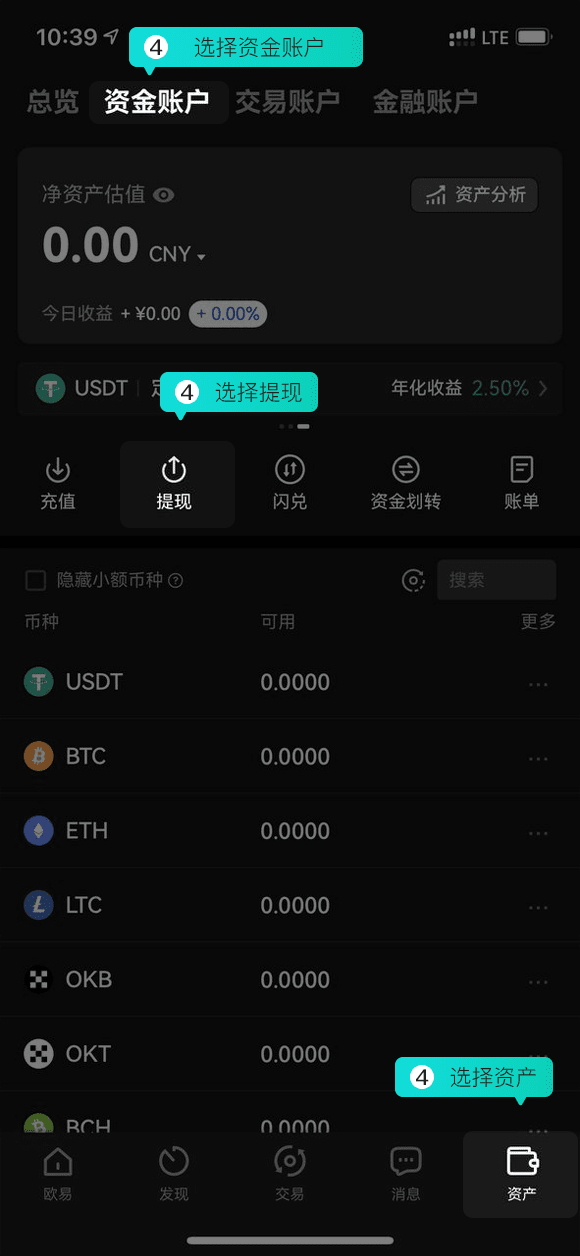 10:39
④ 选择资金账户
LTE
总览 资金账户 交易账户 金融账户
净资产估值
资产分析
0.00 CNY
今日收益 + ¥0.00 + 0.00%
USDT
④ 选择提现
年化收益 2.50%
充值 提现 闪兑 资金划转 账单
隐藏小额币种
搜索
币种 可用 更多
USDT 0.0000 ...
BTC 0.0000 ...
ETH 0.0000 ...
LTC 0.0000 ...
OKB 0.0000 ...
OKT 0.0000 ...
④ 选择资产
BCH 0.0000 ...
欧易 发现 交易 消息 资产